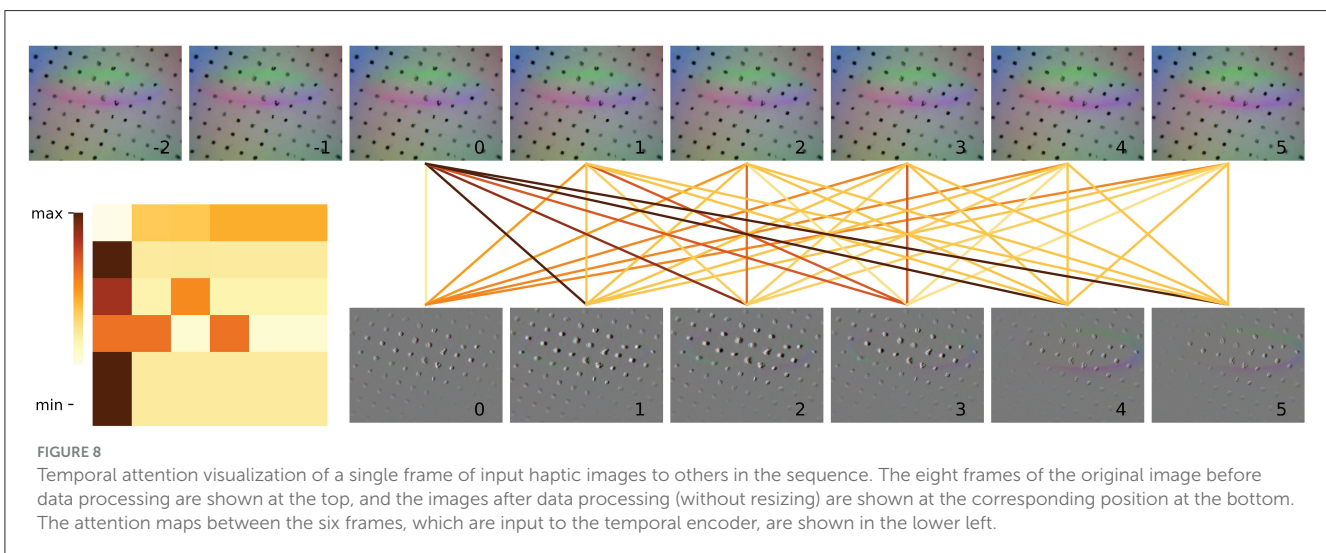 -2 -1 0 1 2 3 4 5
max
min
0 1 2 3 4 5
FIGURE 8
Temporal attention visualization of a single frame of input haptic images to others in the sequence. The eight frames of the original image before
data processing are shown at the top, and the images after data processing (without resizing) are shown at the corresponding position at the bottom.
The attention maps between the six frames, which are input to the temporal encoder, are shown in the lower left.